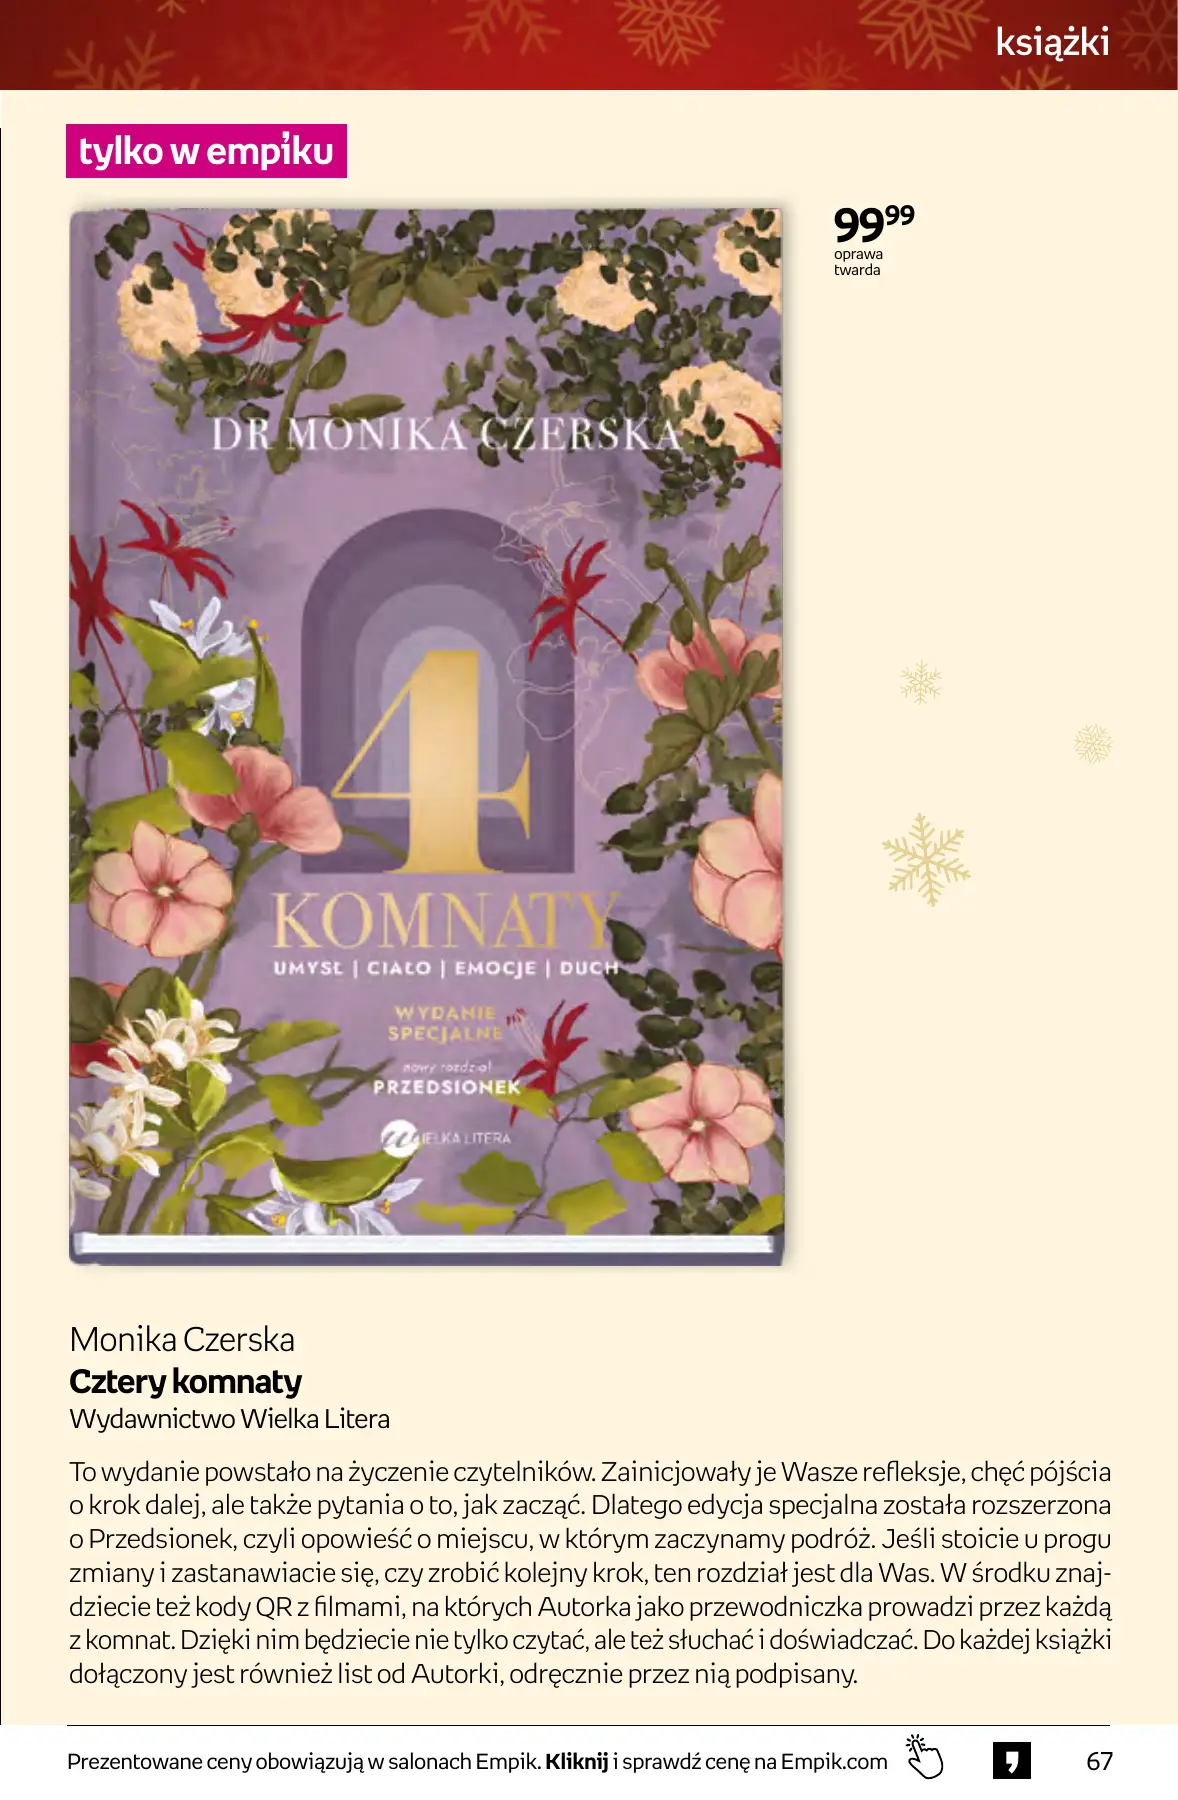 książki
tylko w empiku
99⁹⁹
oprawa
twarda
DR MONIKA CZERSKA
4
KOMNATY
UMYSŁ | CIAŁO | EMOCJE | DUCH
WYDANIE
SPECJALNE
nowy rozdział
PRZEDSIONEK
WIELKA LITERA
Monika Czerska
Cztery komnaty
Wydawnictwo Wielka Litera
To wydanie powstało na życzenie czytelników. Zainicjowały je Wasze refleksje, chęć pójścia
o krok dalej, ale także pytania o to, jak zacząć. Dlatego edycja specjalna została rozszerzona
o Przedsionek, czyli opowieść o miejscu, w którym zaczynamy podróż. Jeśli stoicie u progu
zmiany i zastanawiacie się, czy zrobić kolejny krok, ten rozdział jest dla Was. W środku znaj-
dziecie też kody QR z filmami, na których Autorka jako przewodniczka prowadzi przez każdą
z komnat. Dzięki nim będziecie nie tylko czytać, ale też słuchać i doświadczać. Do każdej książki
dołączony jest również list od Autorki, odręcznie przez nią podpisany.
Prezentowane ceny obowiązują w salonach Empik. Kliknij i sprawdź cenę na Empik.com
67